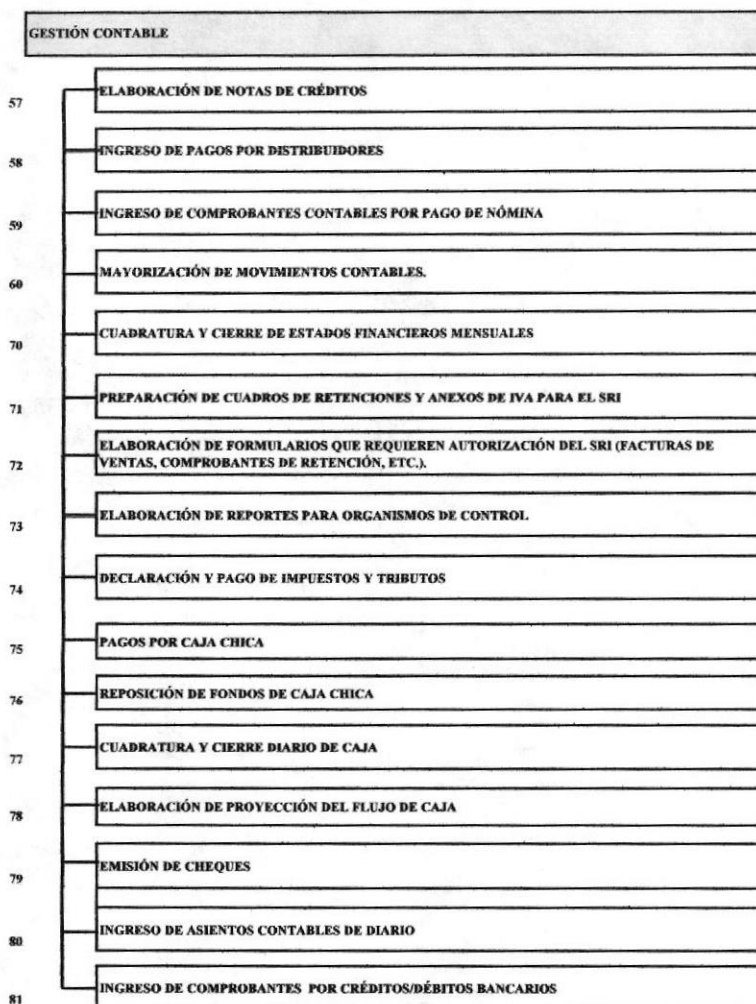 GESTIÓN CONTABLE
57 ELABORACIÓN DE NOTAS DE CRÉDITOS
58 INGRESO DE PAGOS POR DISTRIBUIDORES
59 INGRESO DE COMPROBANTES CONTABLES POR PAGO DE NÓMINA
60 MAYORIZACIÓN DE MOVIMIENTOS CONTABLES.
70 CUADRATURA Y CIERRE DE ESTADOS FINANCIEROS MENSUALES
71 PREPARACIÓN DE CUADROS DE RETENCIONES Y ANEXOS DE IVA PARA EL SRI
72 ELABORACIÓN DE FORMULARIOS QUE REQUIEREN AUTORIZACIÓN DEL SRI (FACTURAS DE
VENTAS, COMPROBANTES DE RETENCIÓN, ETC.).
73 ELABORACIÓN DE REPORTES PARA ORGANISMOS DE CONTROL
74 DECLARACIÓN Y PAGO DE IMPUESTOS Y TRIBUTOS
75 PAGOS POR CAJA CHICA
76 REPOSICIÓN DE FONDOS DE CAJA CHICA
77 CUADRATURA Y CIERRE DIARIO DE CAJA
78 ELABORACIÓN DE PROYECCIÓN DEL FLUJO DE CAJA
79 EMISIÓN DE CHEQUES
80 INGRESO DE ASIENTOS CONTABLES DE DIARIO
81 INGRESO DE COMPROBANTES POR CRÉDITOS/DÉBITOS BANCARIOS